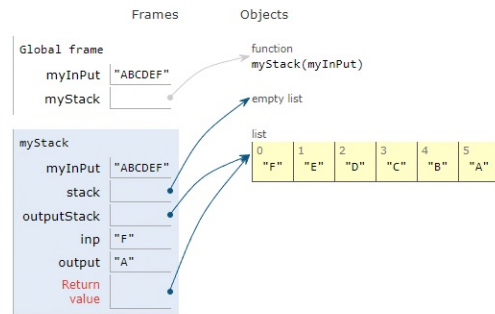 Frames Objects
Global frame
function
myInPut "ABCDEF"
myStack(myInPut)
myStack
empty list
myStack
list
0 1 2 3 4 5
"F" "E" "D" "C" "B" "A"
myInPut "ABCDEF"
stack
outputStack
inp "F"
output "A"
Return
value